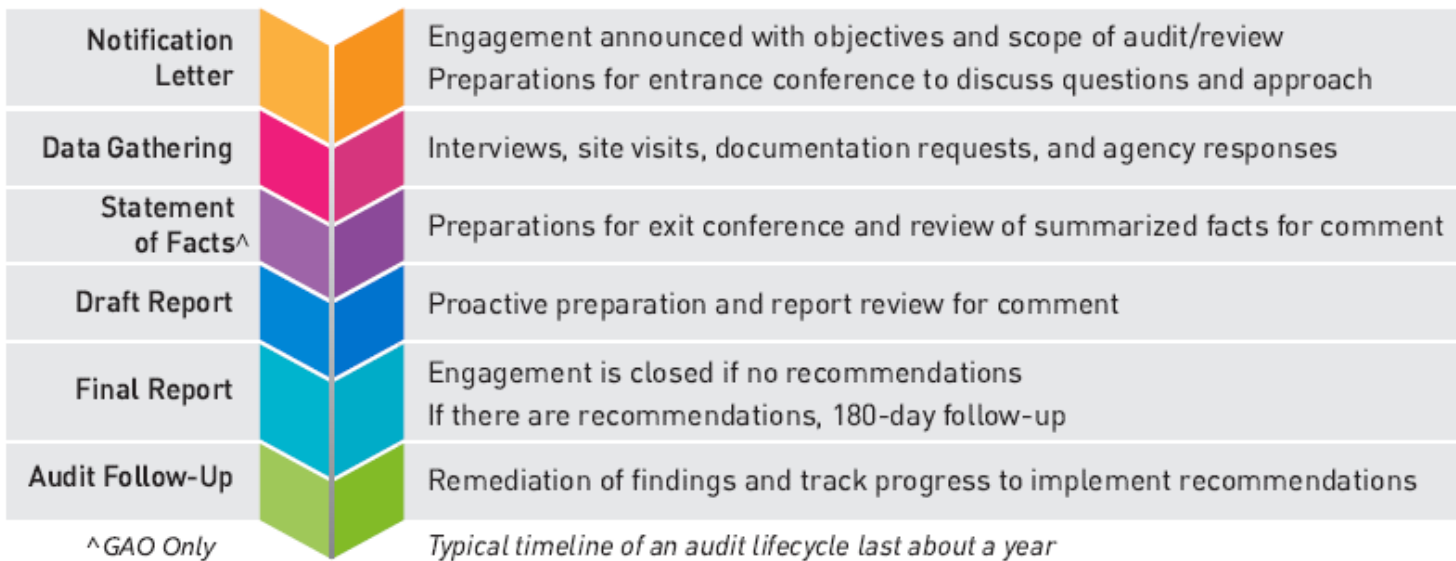 Notification
Letter
Engagement announced with objectives and scope of audit/review
Preparations for entrance conference to discuss questions and approach
Data Gathering
Interviews, site visits, documentation requests, and agency responses
Statement
of Facts^
Preparations for exit conference and review of summarized facts for comment
Draft Report
Proactive preparation and report review for comment
Final Report
Engagement is closed if no recommendations
If there are recommendations, 180-day follow-up
Audit Follow-Up
Remediation of findings and track progress to implement recommendations
^GAO Only
Typical timeline of an audit lifecycle last about a year